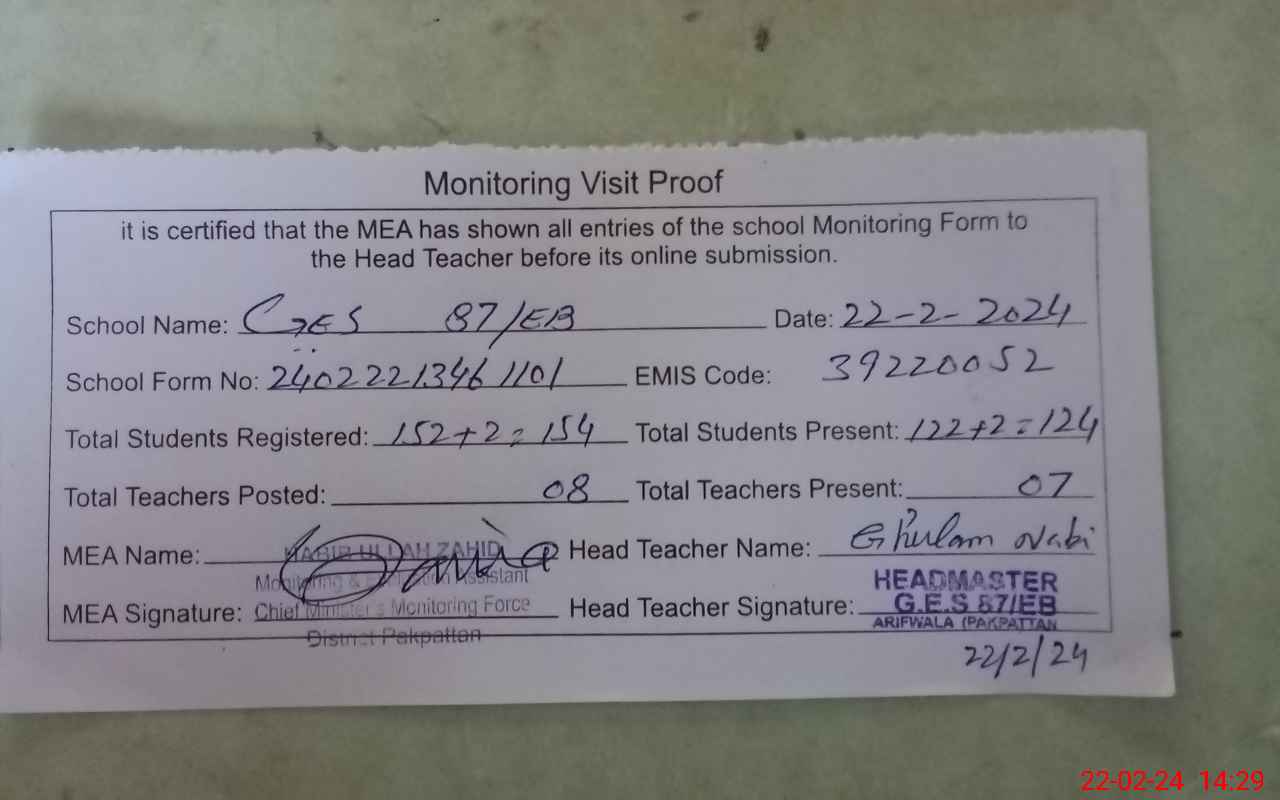 Monitoring Visit Proof
it is certified that the MEA has shown all entries of the school Monitoring Form to
the Head Teacher before its online submission.
School Name: GES 87/EB Date: 22-2-2024
School Form No: 2402221346 1101 EMIS Code: 39220052
Total Students Registered: 152+2=154 Total Students Present: 122+2=124
Total Teachers Posted: 08 Total Teachers Present: 07
MEA Name: ULLAH ZAHID Head Teacher Name: Ghulam Nabi
Monitoring & Assistant
HEADMASTER
MEA Signature: Chief Minister's Monitoring Force Head Teacher Signature: G.E.S 87/EB
District Pakpattan
ARIFWALA (PAKPATTAN
22/2/24
22-02-24 14:29